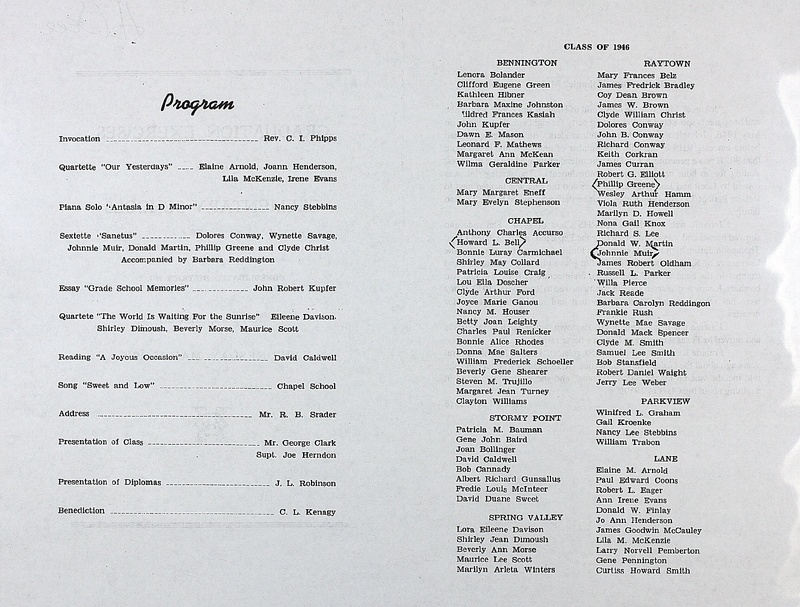 Program
Invocation Rev. C. I. Phipps
Quartette "Our Yesterdays" Elaine Arnold, Joann Henderson,
Lila McKenzie, Irene Evans
Piana Solo "Antasia in D Minor" Nancy Stebbins
Sextette "Sanetus" Dolores Conway, Wynette Savage,
Johnnie Muir, Donald Martin, Phillip Greene and Clyde Christ
Accompanied by Barbara Reddington
Essay "Grade School Memories" John Robert Kupfer
Quartete "The World Is Waiting For the Sunrise" Eileene Davison
Shirley Dimoush, Beverly Morse, Maurice Scott
Reading "A Joyous Occasion" David Caldwell
Song "Sweet and Low" Chapel School
Address Mr. R. B. Srader
Presentation of Class Mr. George Clark
Supt. Joe Herndon
Presentation of Diplomas J. L. Robinson
Benediction C. L. Kenagy
CLASS OF 1946
BENNINGTON
Lenora Bolander
Clifford Eugene Green
Kathleen Hibner
Barbara Maxine Johnston
'ildred Frances Kasiah
John Kupfer
Dawn E. Mason
Leonard F. Mathews
Margaret Ann McKean
Wilma Geraldine Parker
CENTRAL
Mary Margaret Eneff
Mary Evelyn Stephenson
CHAPEL
Anthony Charles Accurso
Howard L. Bell
Bonnie Luray Carmichael
Shirley May Collard
Patricia Louise Craig
Lou Ella Doscher
Clyde Arthur Ford
Joyce Marie Ganou
Nancy M. Houser
Betty Joan Leighty
Charles Paul Renicker
Bonnie Alice Rhodes
Donna Mae Salters
William Frederick Schoeller
Beverly Gene Shearer
Steven M. Trujillo
Margaret Jean Turney
Clayton Williams
STORMY POINT
Patricia M. Bauman
Gene John Baird
Joan Bollinger
David Caldwell
Bob Cannady
Albert Richard Gunsallus
Fredie Louis McInteer
David Duane Sweet
SPRING VALLEY
Lora Eileene Davison
Shirley Jean Dimoush
Beverly Ann Morse
Maurice Lee Scott
Marilyn Arleta Winters
RAYTOWN
Mary Frances Belz
James Fredrick Bradley
Coy Dean Brown
James W. Brown
Clyde William Christ
Dolores Conway
John B. Conway
Richard Conway
Keith Corkran
James Curran
Robert G. Elliott
Phillip Greene
Wesley Arthur Hamm
Viola Ruth Henderson
Marilyn D. Howell
Nona Gail Knox
Richard S. Lee
Donald W. Martin
Johnnie Muir
James Robert Oldham
Russell L. Parker
Willa Pierce
Jack Reade
Barbara Carolyn Reddingon
Frankie Rush
Wynette Mae Savage
Donald Mack Spencer
Clyde M. Smith
Samuel Lee Smith
Bob Stansfield
Robert Daniel Waight
Jerry Lee Weber
PARKVIEW
Winifred L. Graham
Gail Kroenke
Nancy Lee Stebbins
William Trabon
LANE
Elaine M. Arnold
Paul Edward Coons
Robert L. Eager
Ann Irene Evans
Donald W. Finlay
Jo Ann Henderson
James Goodwin McCauley
Lila M. McKenzie
Larry Norvell Pemberton
Gene Pennington
Curtiss Howard Smith